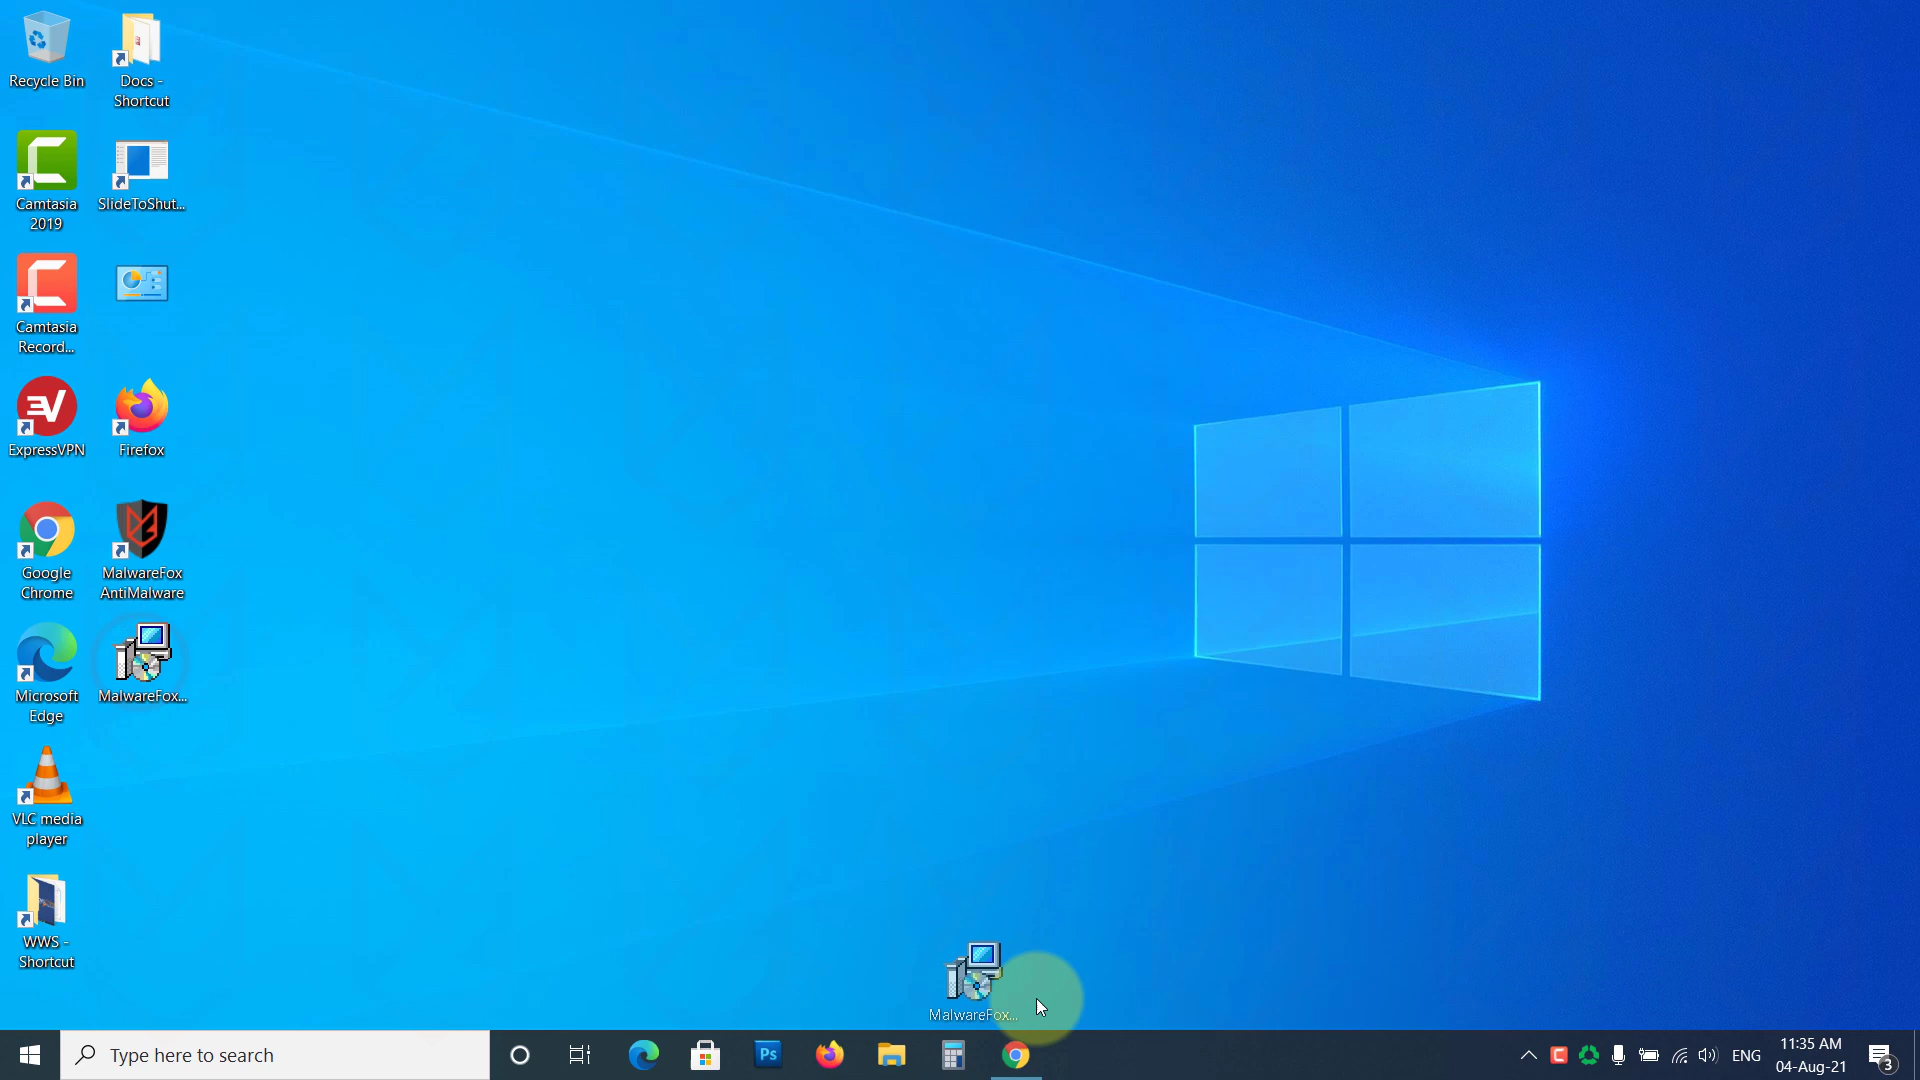 Recycle Bin
Docs -
Shortcut
Camtasia
2019
SlideToShut...
Camtasia
Record...
ExpressVPN
Firefox
Google
Chrome
MalwareFox
AntiMalware
Microsoft
Edge
MalwareFox...
VLC media
player
WWS -
Shortcut
MalwareFox...
Type here to search
Ps
ENG
11:35 AM
04-Aug-21
3